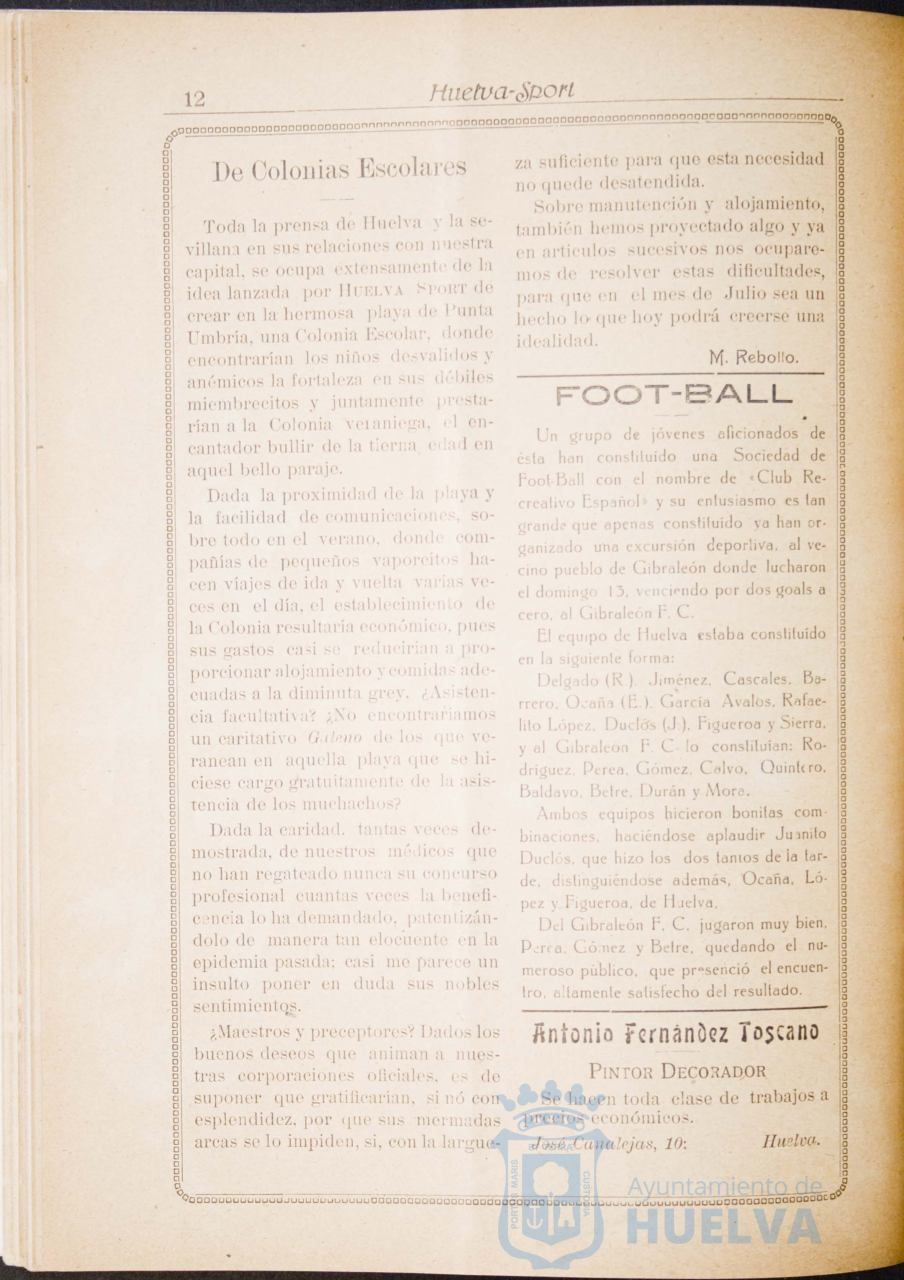 12
Huelva-Sport
De Colonias Escolares
Toda la prensa de Huelva y la se-
villana en sus relaciones con nuestra
capital, se ocupa extensamente de la
idea lanzada por HUELVA SPORT de
crear en la hermosa playa de Punta
Umbría, una Colonia Escolar, donde
encontrarían los niños desvalidos y
anémicos la fortaleza en sus débiles
miembrecitos y juntamente presta-
rían a la Colonia veraniega, el en-
cantador bullir de la tierna edad en
aquel bello paraje.
Dada la proximidad de la playa y
la facilidad de comunicaciones, so-
bre todo en el verano, donde com-
pañías de pequeños vaporcitos ha-
cen viajes de ida y vuelta varias ve-
ces en el día, el establecimiento de
la Colonia resultaría económico, pues
sus gastos casi se reducirían a pro-
porcionar alojamiento y comidas ade-
cuadas a la diminuta grey. ¿Asisten-
cia facultativa? ¿No encontraríamos
un caritativo Galeno de los que ve-
ranean en aquella playa que se hi-
ciese cargo gratuitamente de la asis-
tencia de los muchachos?
Dada la caridad. tantas veces de-
mostrada, de nuestros médicos que
no han regateado nunca su concurso
profesional cuantas veces la benefi-
cencia lo ha demandado, patentizán-
dolo de manera tan elocuente en la
epidemia pasada; casi me parece un
insulto poner en duda sus nobles
sentimientos.
¿Maestros y preceptores? Dados los
buenos deseos que animan a nues-
tras corporaciones oficiales, es de
suponer que gratificarían, si nó con
esplendidez, por que sus mermadas
arcas se lo impiden, si, con la largue-
za suficiente para que esta necesidad
no quede desatendida.
Sobre manutención y alojamiento,
también hemos proyectado algo y ya
en artículos sucesivos nos ocupare-
mos de resolver estas dificultades,
para que en el mes de Julio sea un
hecho lo que hoy podrá creerse una
idealidad.
M. Rebollo.
FOOT-BALL
Un grupo de jóvenes aficionados de
ésta han constituido una Sociedad de
Foot-Ball con el nombre de «Club Re-
creativo Español» y su entusiasmo es tan
grande que apenas constituido ya han or-
ganizado una excursión deportiva, al ve-
cino pueblo de Gibraleón donde lucharon
el domingo 13, venciendo por dos goals a
cero, al Gibraleón F. C.
El equipo de Huelva estaba constituído
en la siguiente forma:
Delgado (R.), Jiménez, Cascales, Ba-
rrero, Ocaña (E.), García Avalos, Rafae-
lito López, Duclós (J.), Figueroa y Sierra,
y al Gibraleón F. C. lo constituían: Ro-
dríguez, Perea, Gómez, Calvo, Quintero,
Baldavo, Betre, Durán y Mora.
Ambos equipos hicieron bonitas com-
binaciones, haciéndose aplaudir Juanito
Duclós, que hizo los dos tantos de la tar-
de, distinguiéndose además, Ocaña, Ló-
pez y Figueroa, de Huelva.
Del Gibraleón F. C. jugaron muy bien,
Perea, Gómez y Betre, quedando el nu-
meroso público, que presenció el encuen-
tro, altamente satisfecho del resultado.
Antonio Fernández Toscano
PINTOR DECORADOR
Se hacen toda clase de trabajos a
precios económicos.
José Canalejas, 10: Huelva.
PORTUS MARIS
CUSTODIA
Ayuntamiento de
HUELVA